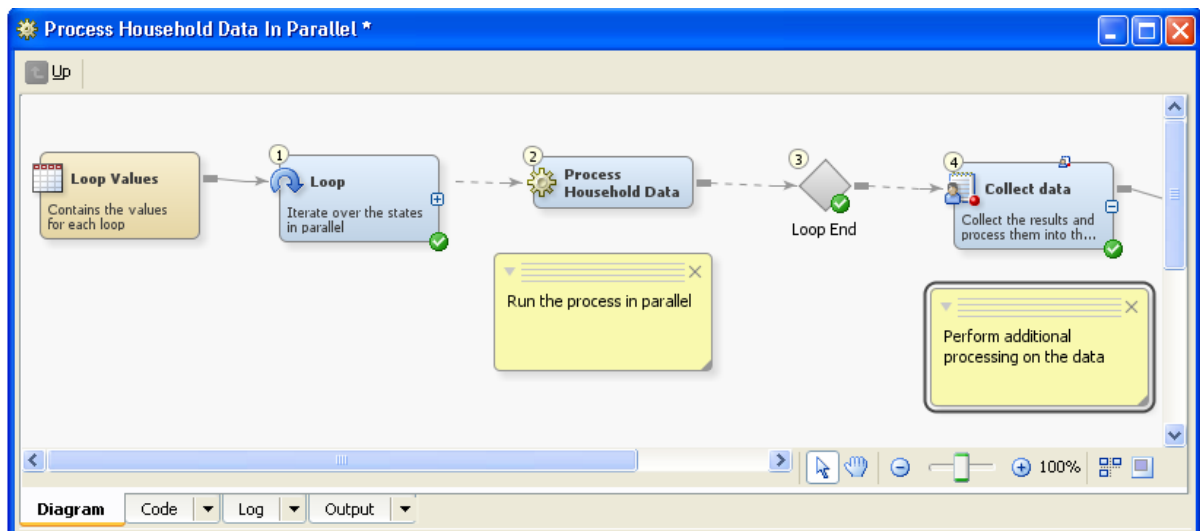 Process Household Data In Parallel *
Up
Loop Values
Contains the values
for each loop
1
Loop
Iterate over the states
in parallel
2
Process
Household Data
3
Loop End
4
Collect data
Collect the results and
process them into th...
Run the process in parallel
Perform additional
processing on the data
100%
Diagram
Code
Log
Output